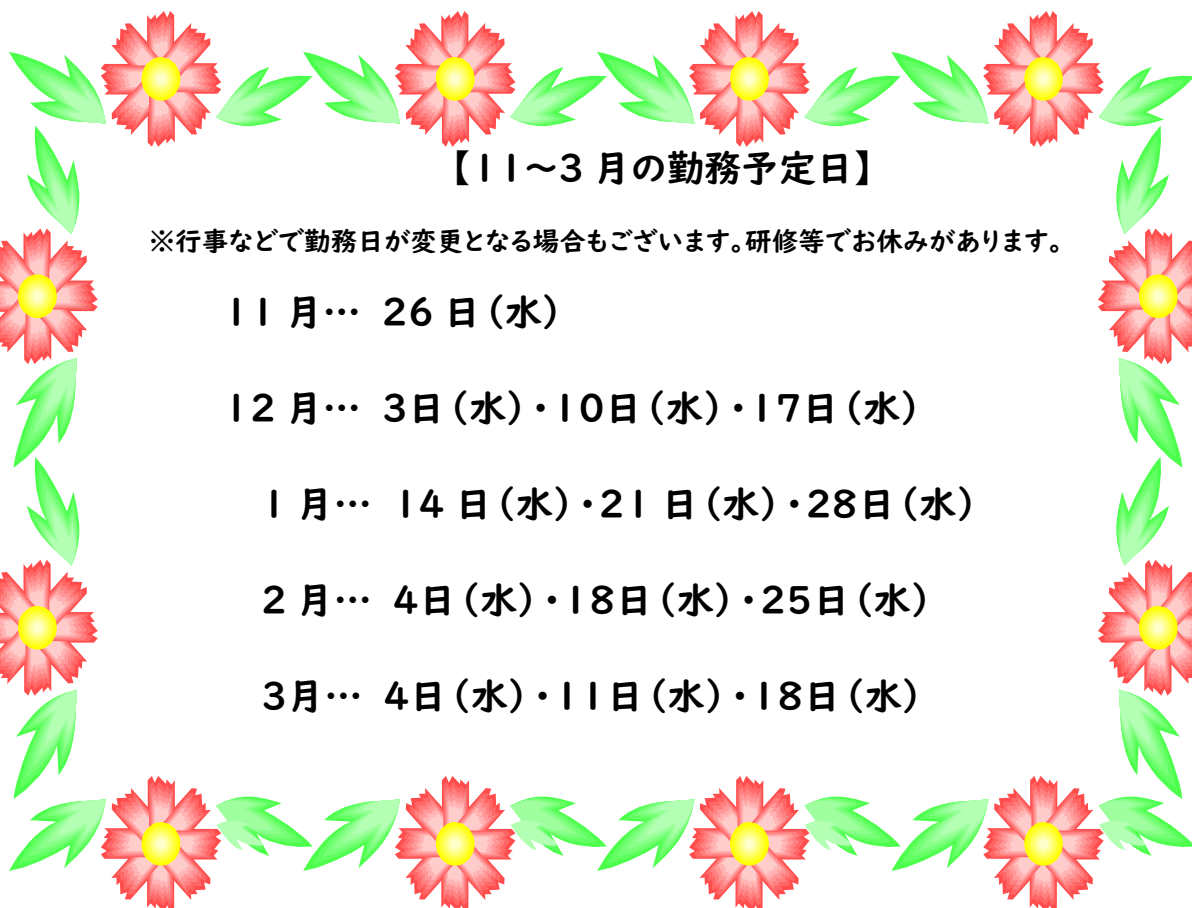 【11～3月の勤務予定日】
※行事などで勤務日が変更となる場合もございます。研修等でお休みがあります。
11月… 26日(水)
12月… 3日(水)・10日(水)・17日(水)
1月… 14日(水)・21日(水)・28日(水)
2月… 4日(水)・18日(水)・25日(水)
3月… 4日(水)・11日(水)・18日(水)